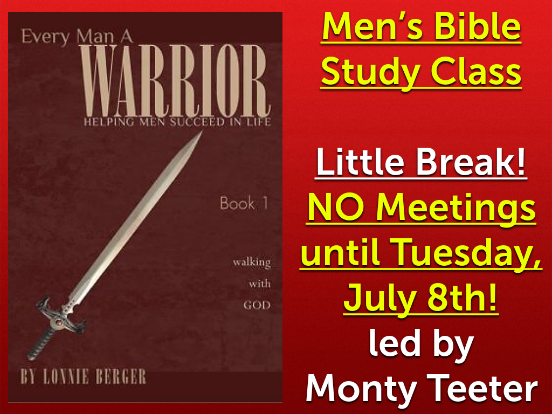 Every Man A
WARRIOR
HELPING MEN SUCCEED IN LIFE
Book 1
walking
with
GOD
BY LONNIE BERGER
Men’s Bible
Study Class
Little Break!
NO Meetings
until Tuesday,
July 8th!
led by
Monty Teeter